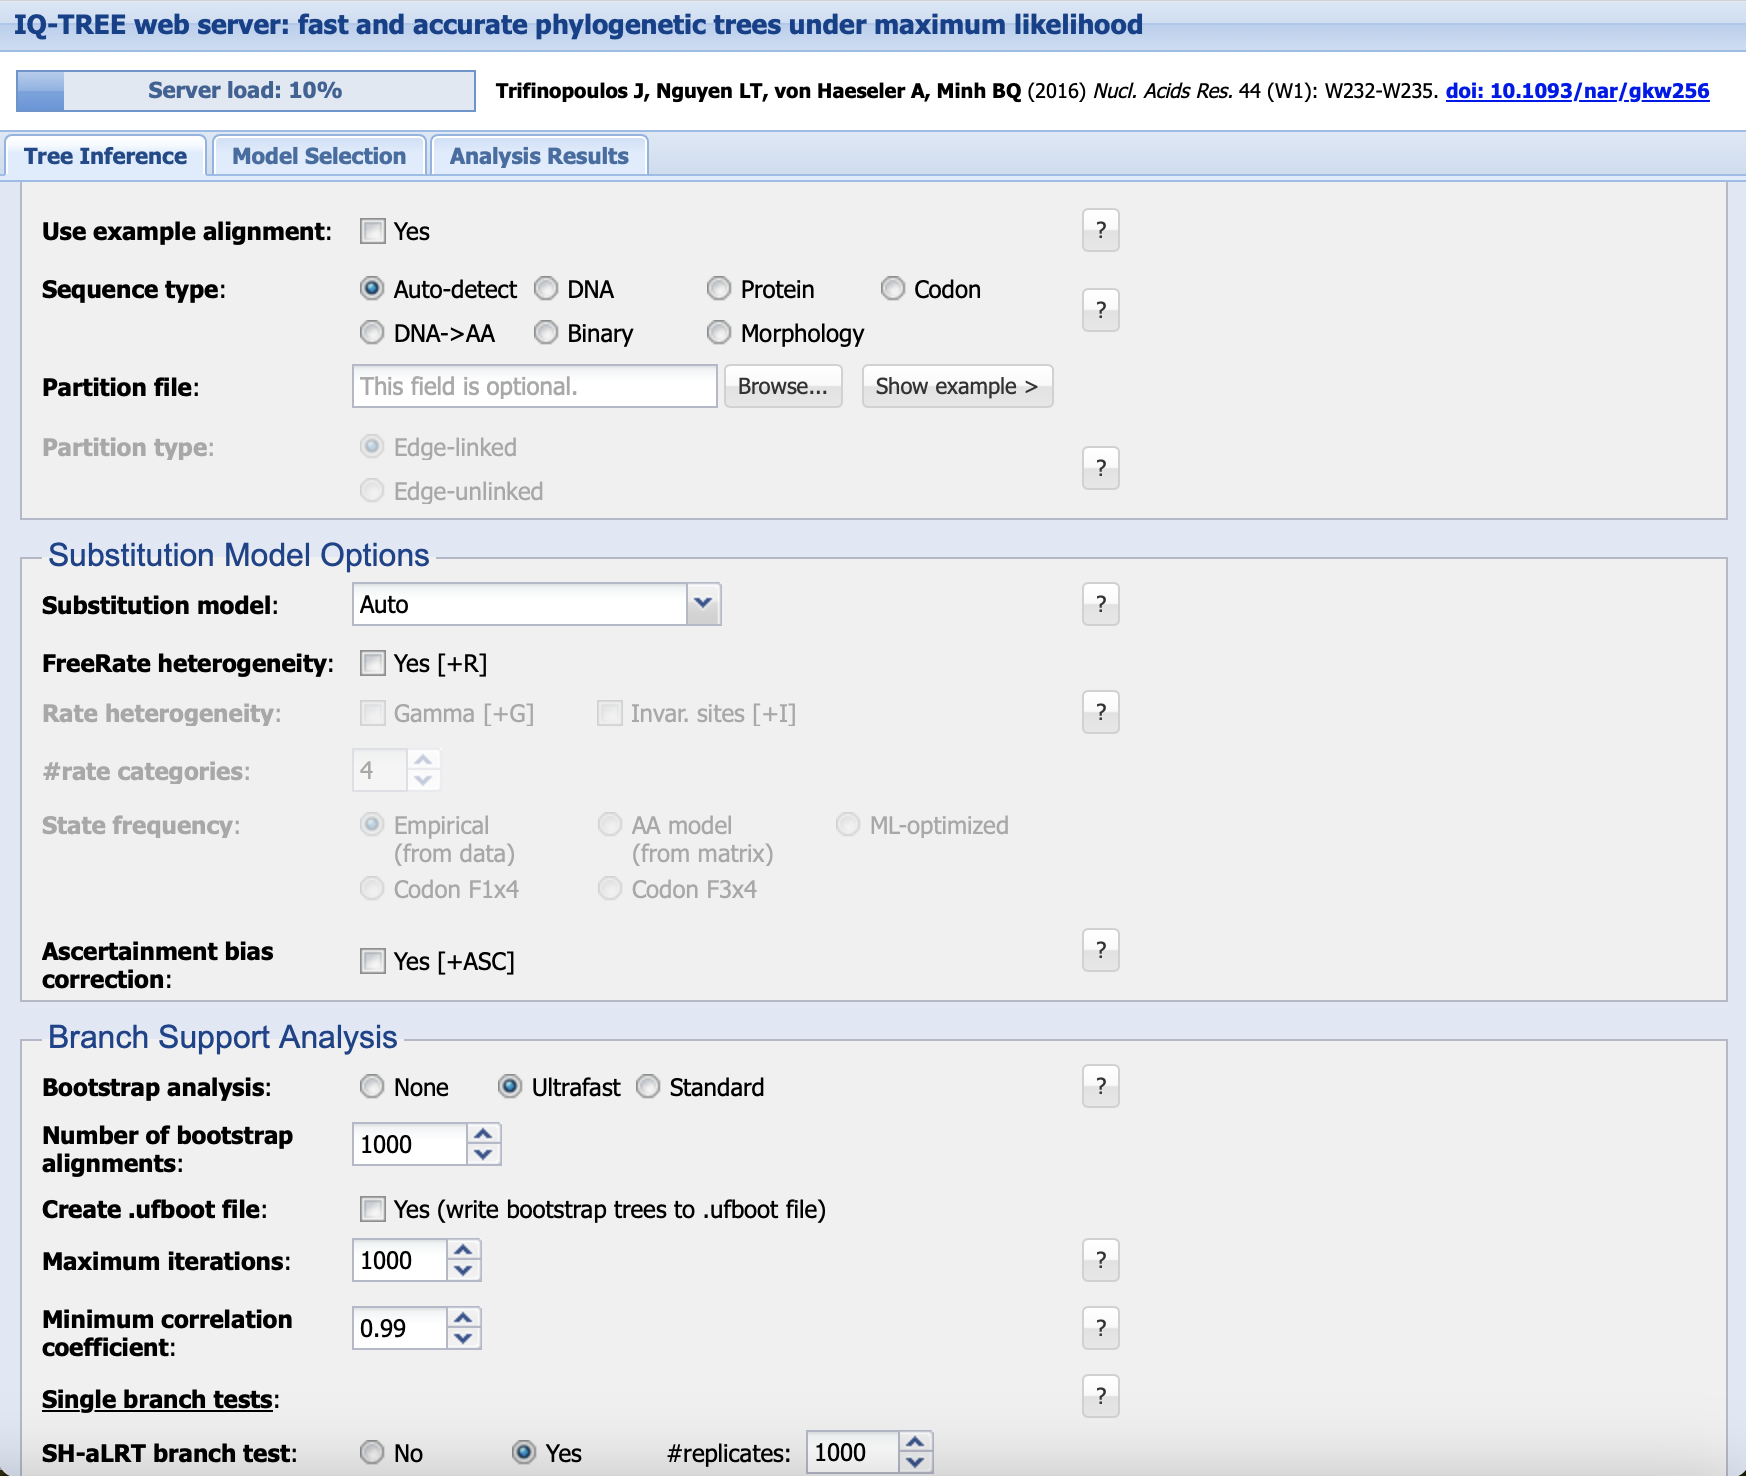 IQ-TREE web server: fast and accurate phylogenetic trees under maximum likelihood
Server load: 10% Trifinopoulos J, Nguyen LT, von Haeseler A, Minh BQ (2016) Nucl. Acids Res. 44 (W1): W232-W235. doi: 10.1093/nar/gkw256
Tree Inference Model Selection Analysis Results
Use example alignment: Yes ?
Sequence type: Auto-detect DNA Protein Codon ?
DNA->AA Binary Morphology
Partition file: This field is optional. Browse... Show example >
Partition type: Edge-linked ?
Edge-unlinked
Substitution Model Options
Substitution model: Auto ?
FreeRate heterogeneity: Yes [+R]
Rate heterogeneity: Gamma [+G] Invar. sites [+I] ?
#rate categories: 4
State frequency: Empirical AA model ML-optimized
(from data) (from matrix)
Codon F1x4 Codon F3x4
Ascertainment bias
correction: Yes [+ASC] ?
Branch Support Analysis
Bootstrap analysis: None Ultrafast Standard ?
Number of bootstrap
alignments: 1000
Create .ufboot file: Yes (write bootstrap trees to .ufboot file)
Maximum iterations: 1000 ?
Minimum correlation
coefficient: 0.99 ?
Single branch tests: ?
SH-aLRT branch test: No Yes #replicates: 1000